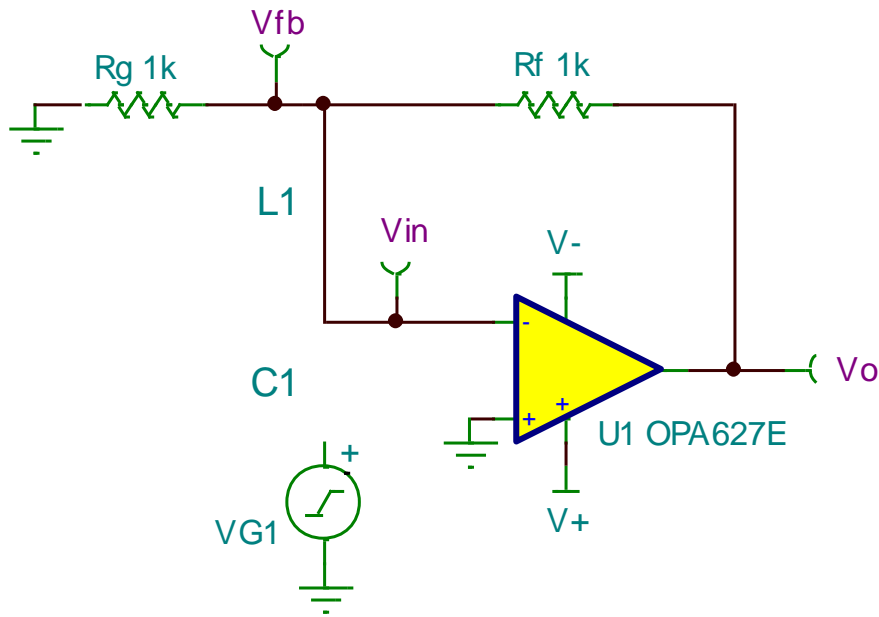 Vfb
Rg 1k
Rf 1k
L1
Vin
V-
-
Vo
C1
+
+
U1 OPA627E
+
VG1
V+